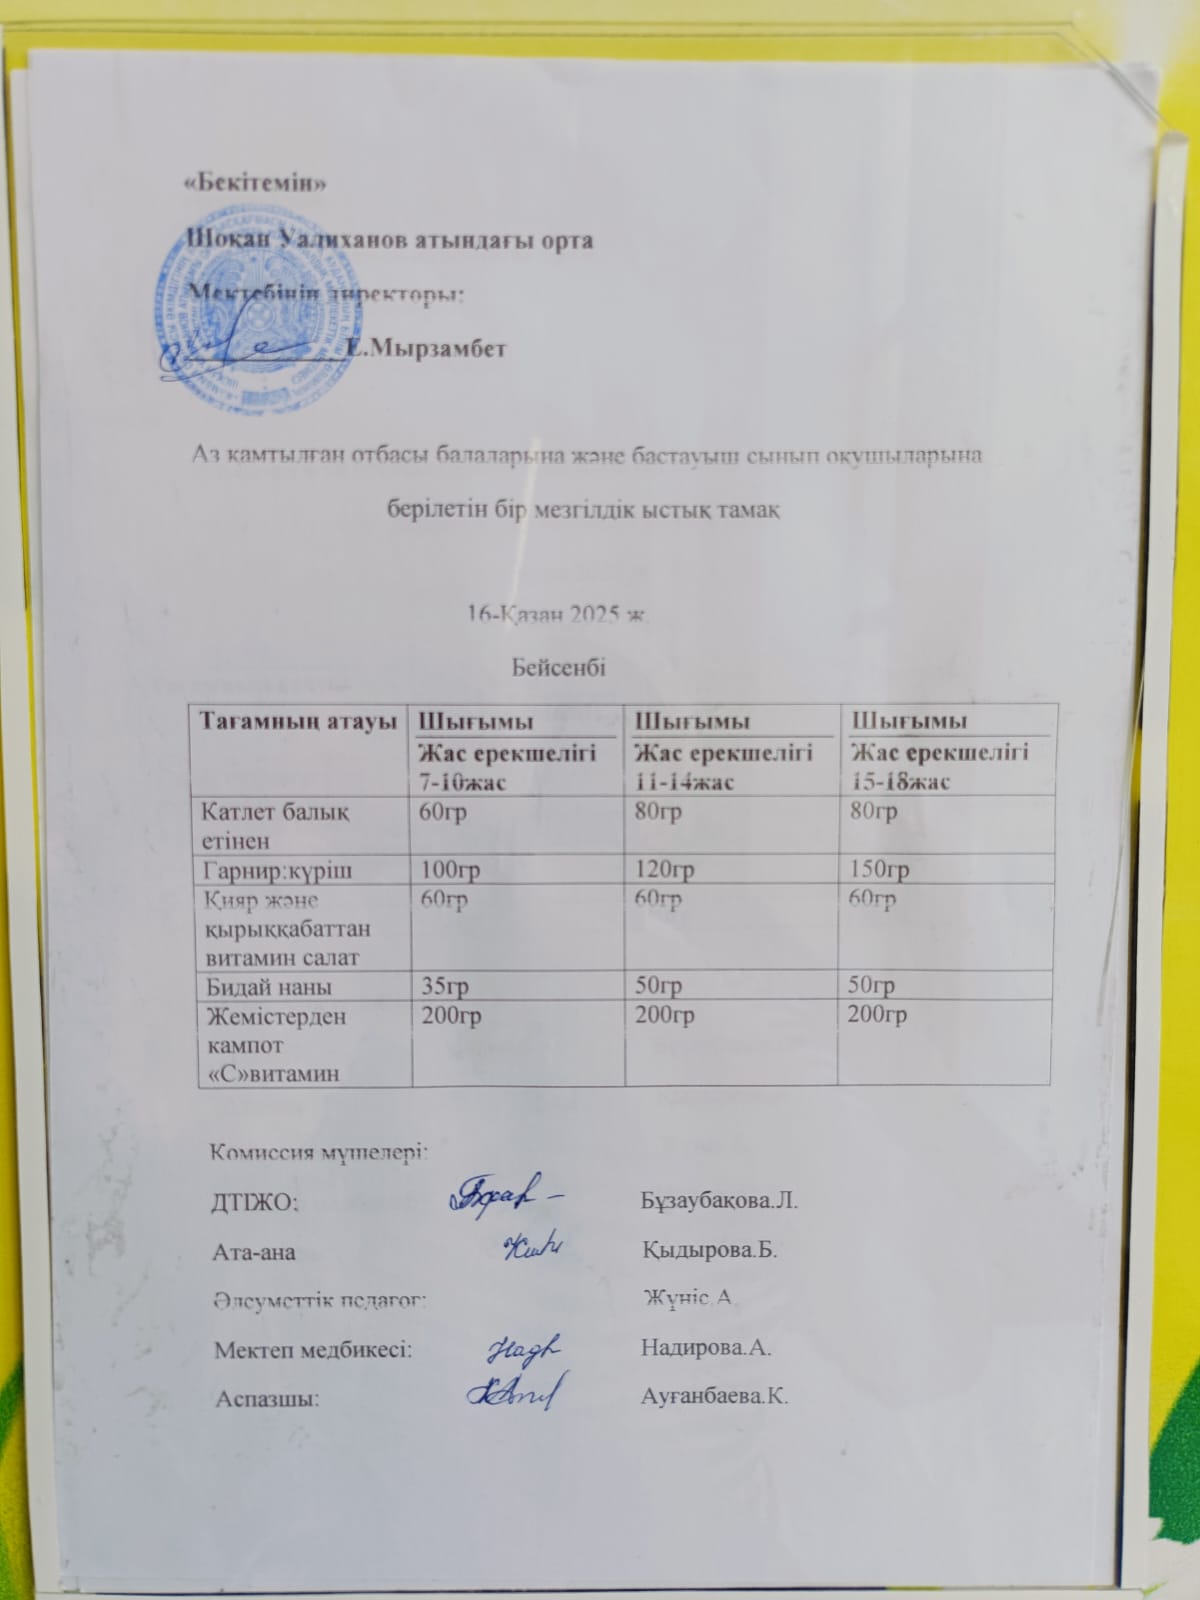 «Бекітемін»
Шоқан Уалиханов атындағы орта
Мектебінің директоры:
Е.Мырзамбет
Аз қамтылған отбасы балаларына және бастауыш сынып оқушыларына
берілетін бір мезгілдік ыстық тамақ
16-Қазан 2025 ж.
Бейсенбі
Тағамның атауы Шығымы Шығымы Шығымы
Жас ерекшелігі Жас ерекшелігі Жас ерекшелігі
7-10жас 11-14жас 15-18жас
Катлет балық 60гр 80гр 80гр
етінен
Гарнир:күріш 100гр 120гр 150гр
Қияр және 60гр 60гр 60гр
қырыққабаттан
витамин салат
Бидай наны 35гр 50гр 50гр
Жемістерден 200гр 200гр 200гр
кампот
«С»витамин
Комиссия мүшелері:
ДТІЖО: Бұзаубақова.Л.
Ата-ана Қыдырова.Б.
Әлеуметтік педагог: Жүніс.А.
Мектеп медбикесі: Надирова.А.
Аспазшы: Ауғанбаева.К.